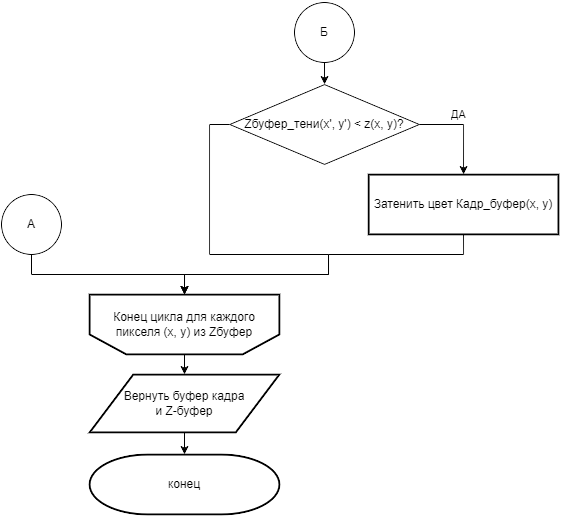 Б
Zбуфер_тени(x', y') < z(x, y)?
ДА
Затенить цвет Кадр_буфер(x, y)
А
Конец цикла для каждого
пикселя (x, y) из Zбуфер
Вернуть буфер кадра
и Z-буфер
конец